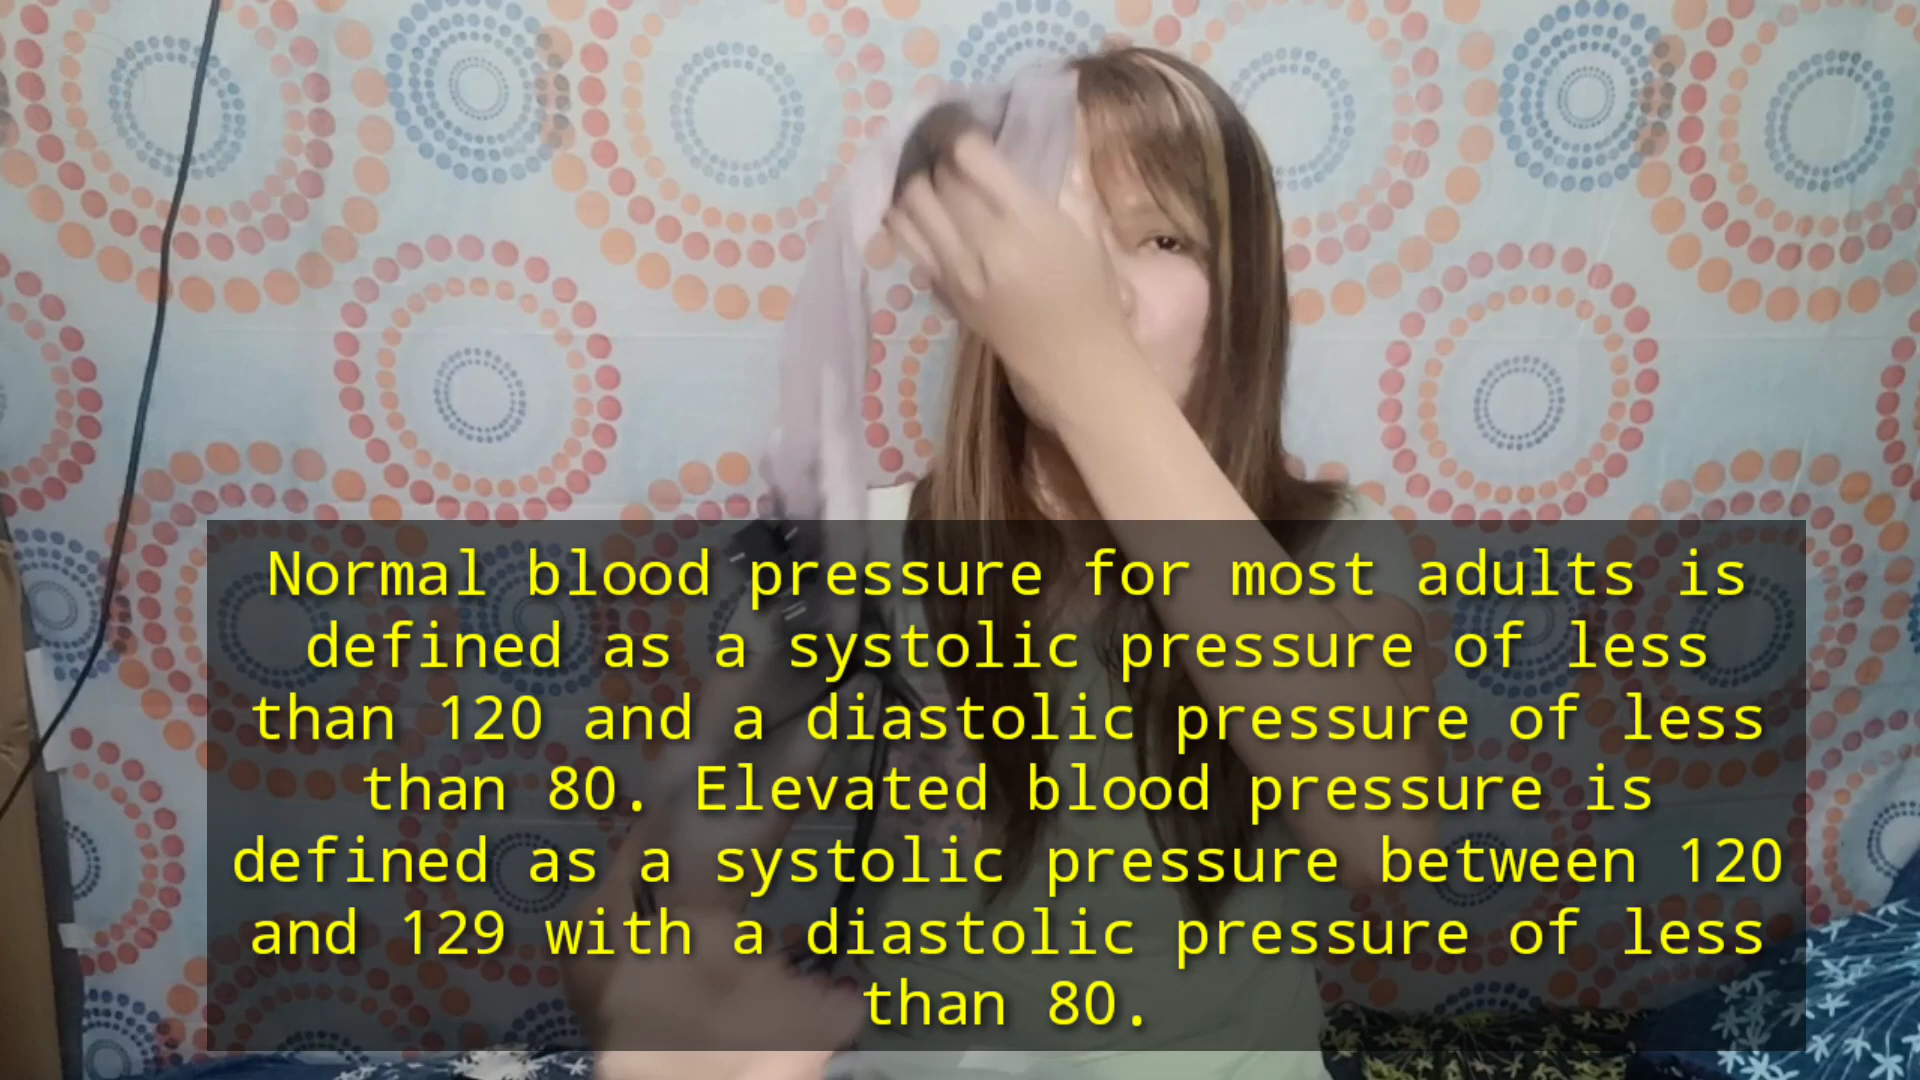 Normal blood pressure for most adults is
defined as a systolic pressure of less
than 120 and a diastolic pressure of less
than 80. Elevated blood pressure is
defined as a systolic pressure between 120
and 129 with a diastolic pressure of less
than 80.